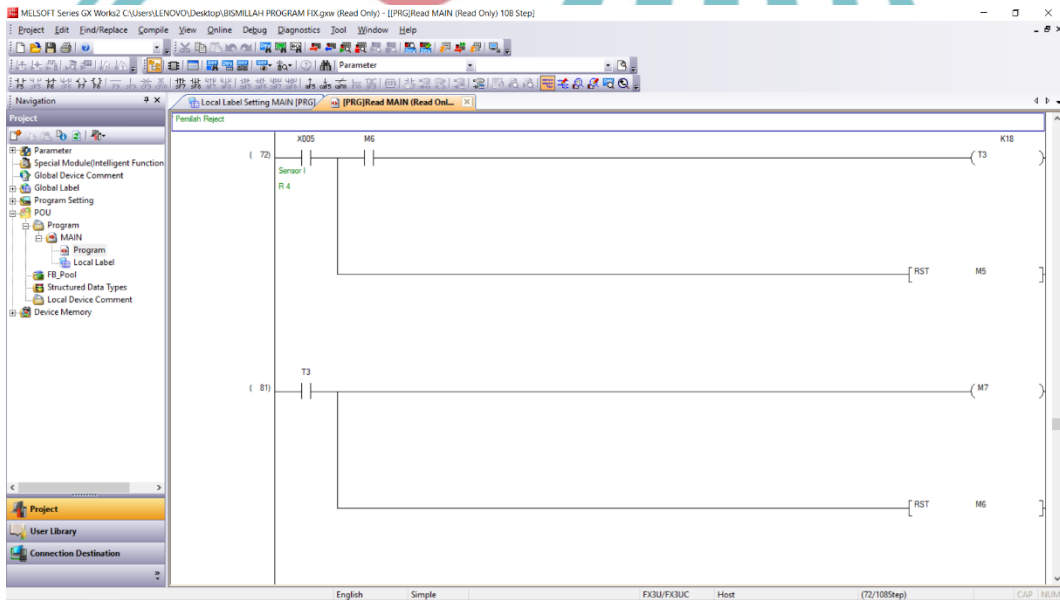 MELSOFT Series GX Works2 C:\Users\LENOVO\Desktop\BISMILLAH PROGRAM FIX.gxw (Read Only) - [[PRG]Read MAIN (Read Only) 108 Step]
Project Edit Find/Replace Compile View Online Debug Diagnostics Tool Window Help
Parameter
Navigation
Local Label Setting MAIN [PRG]
[PRG]Read MAIN (Read Onl...
Project
Parameter
Special Module(Intelligent Function
Global Device Comment
Global Label
Program Setting
POU
Program
MAIN
Program
Local Label
FB_Pool
Structured Data Types
Local Device Comment
Device Memory
Project
User Library
Connection Destination
Pemilah Reject
X005 M6 K18
( 72) ( T3 )
Sensor I
R 4
[ RST M5 ]
T3
( 81) ( M7 )
[ RST M6 ]
English Simple FX3U/FX3UC Host (72/108Step) CAP NUM